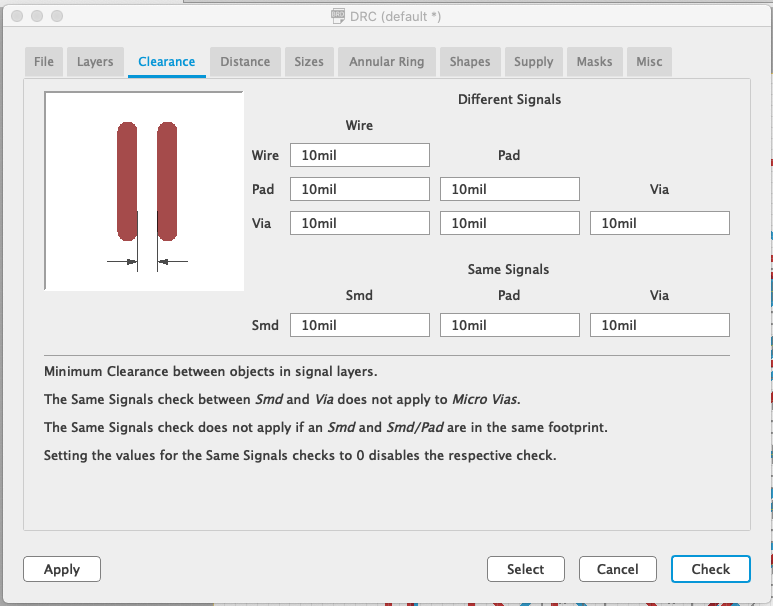 DRC (default *)
File Layers Clearance Distance Sizes Annular Ring Shapes Supply Masks Misc
Different Signals
Wire
Wire 10mil Pad
Pad 10mil 10mil Via
Via 10mil 10mil 10mil
Same Signals
Smd Pad Via
Smd 10mil 10mil 10mil
Minimum Clearance between objects in signal layers.
The Same Signals check between Smd and Via does not apply to Micro Vias.
The Same Signals check does not apply if an Smd and Smd/Pad are in the same footprint.
Setting the values for the Same Signals checks to 0 disables the respective check.
Apply Select Cancel Check